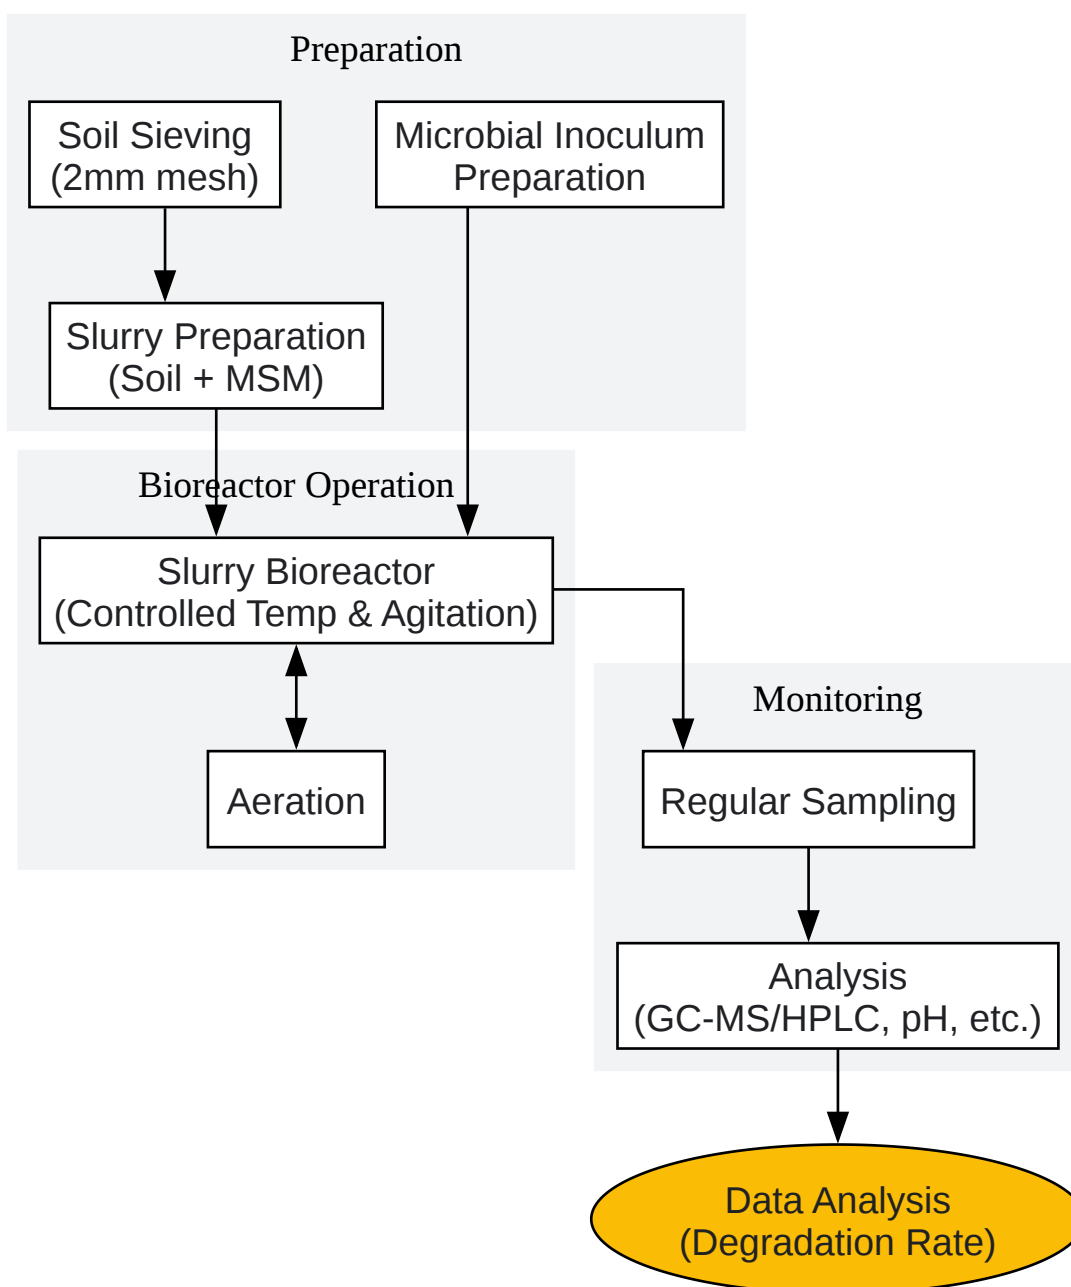 Preparation
Soil Sieving
(2mm mesh)
Microbial Inoculum
Preparation
Slurry Preparation
(Soil + MSM)
Bioreactor Operation
Slurry Bioreactor
(Controlled Temp & Agitation)
Aeration
Monitoring
Regular Sampling
Analysis
(GC-MS/HPLC, pH, etc.)
Data Analysis
(Degradation Rate)